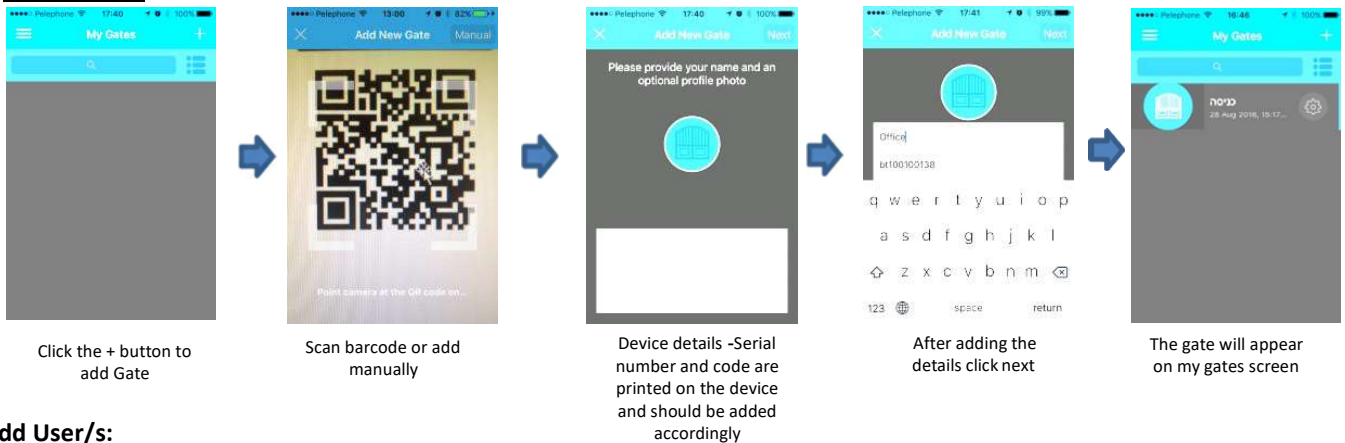 Pelephone 17:40 100%
My Gates +
Click the + button to
add Gate
Pelephone 13:00 82%
Add New Gate Manual
Point camera at the QR code on...
Scan barcode or add
manually
Pelephone 17:40 100%
Add New Gate Next
Please provide your name and an
optional profile photo
Device details -Serial
number and code are
printed on the device
and should be added
accordingly
Pelephone 17:41 99%
Add New Gate Next
Office
bt100100138
q w e r t y u i o p
a s d f g h j k l
z x c v b n m
123 space return
After adding the
details click next
Pelephone 16:46 100%
My Gates +
כניסה
28 Aug 2016, 15:17...
The gate will appear
on my gates screen
dd User/s: